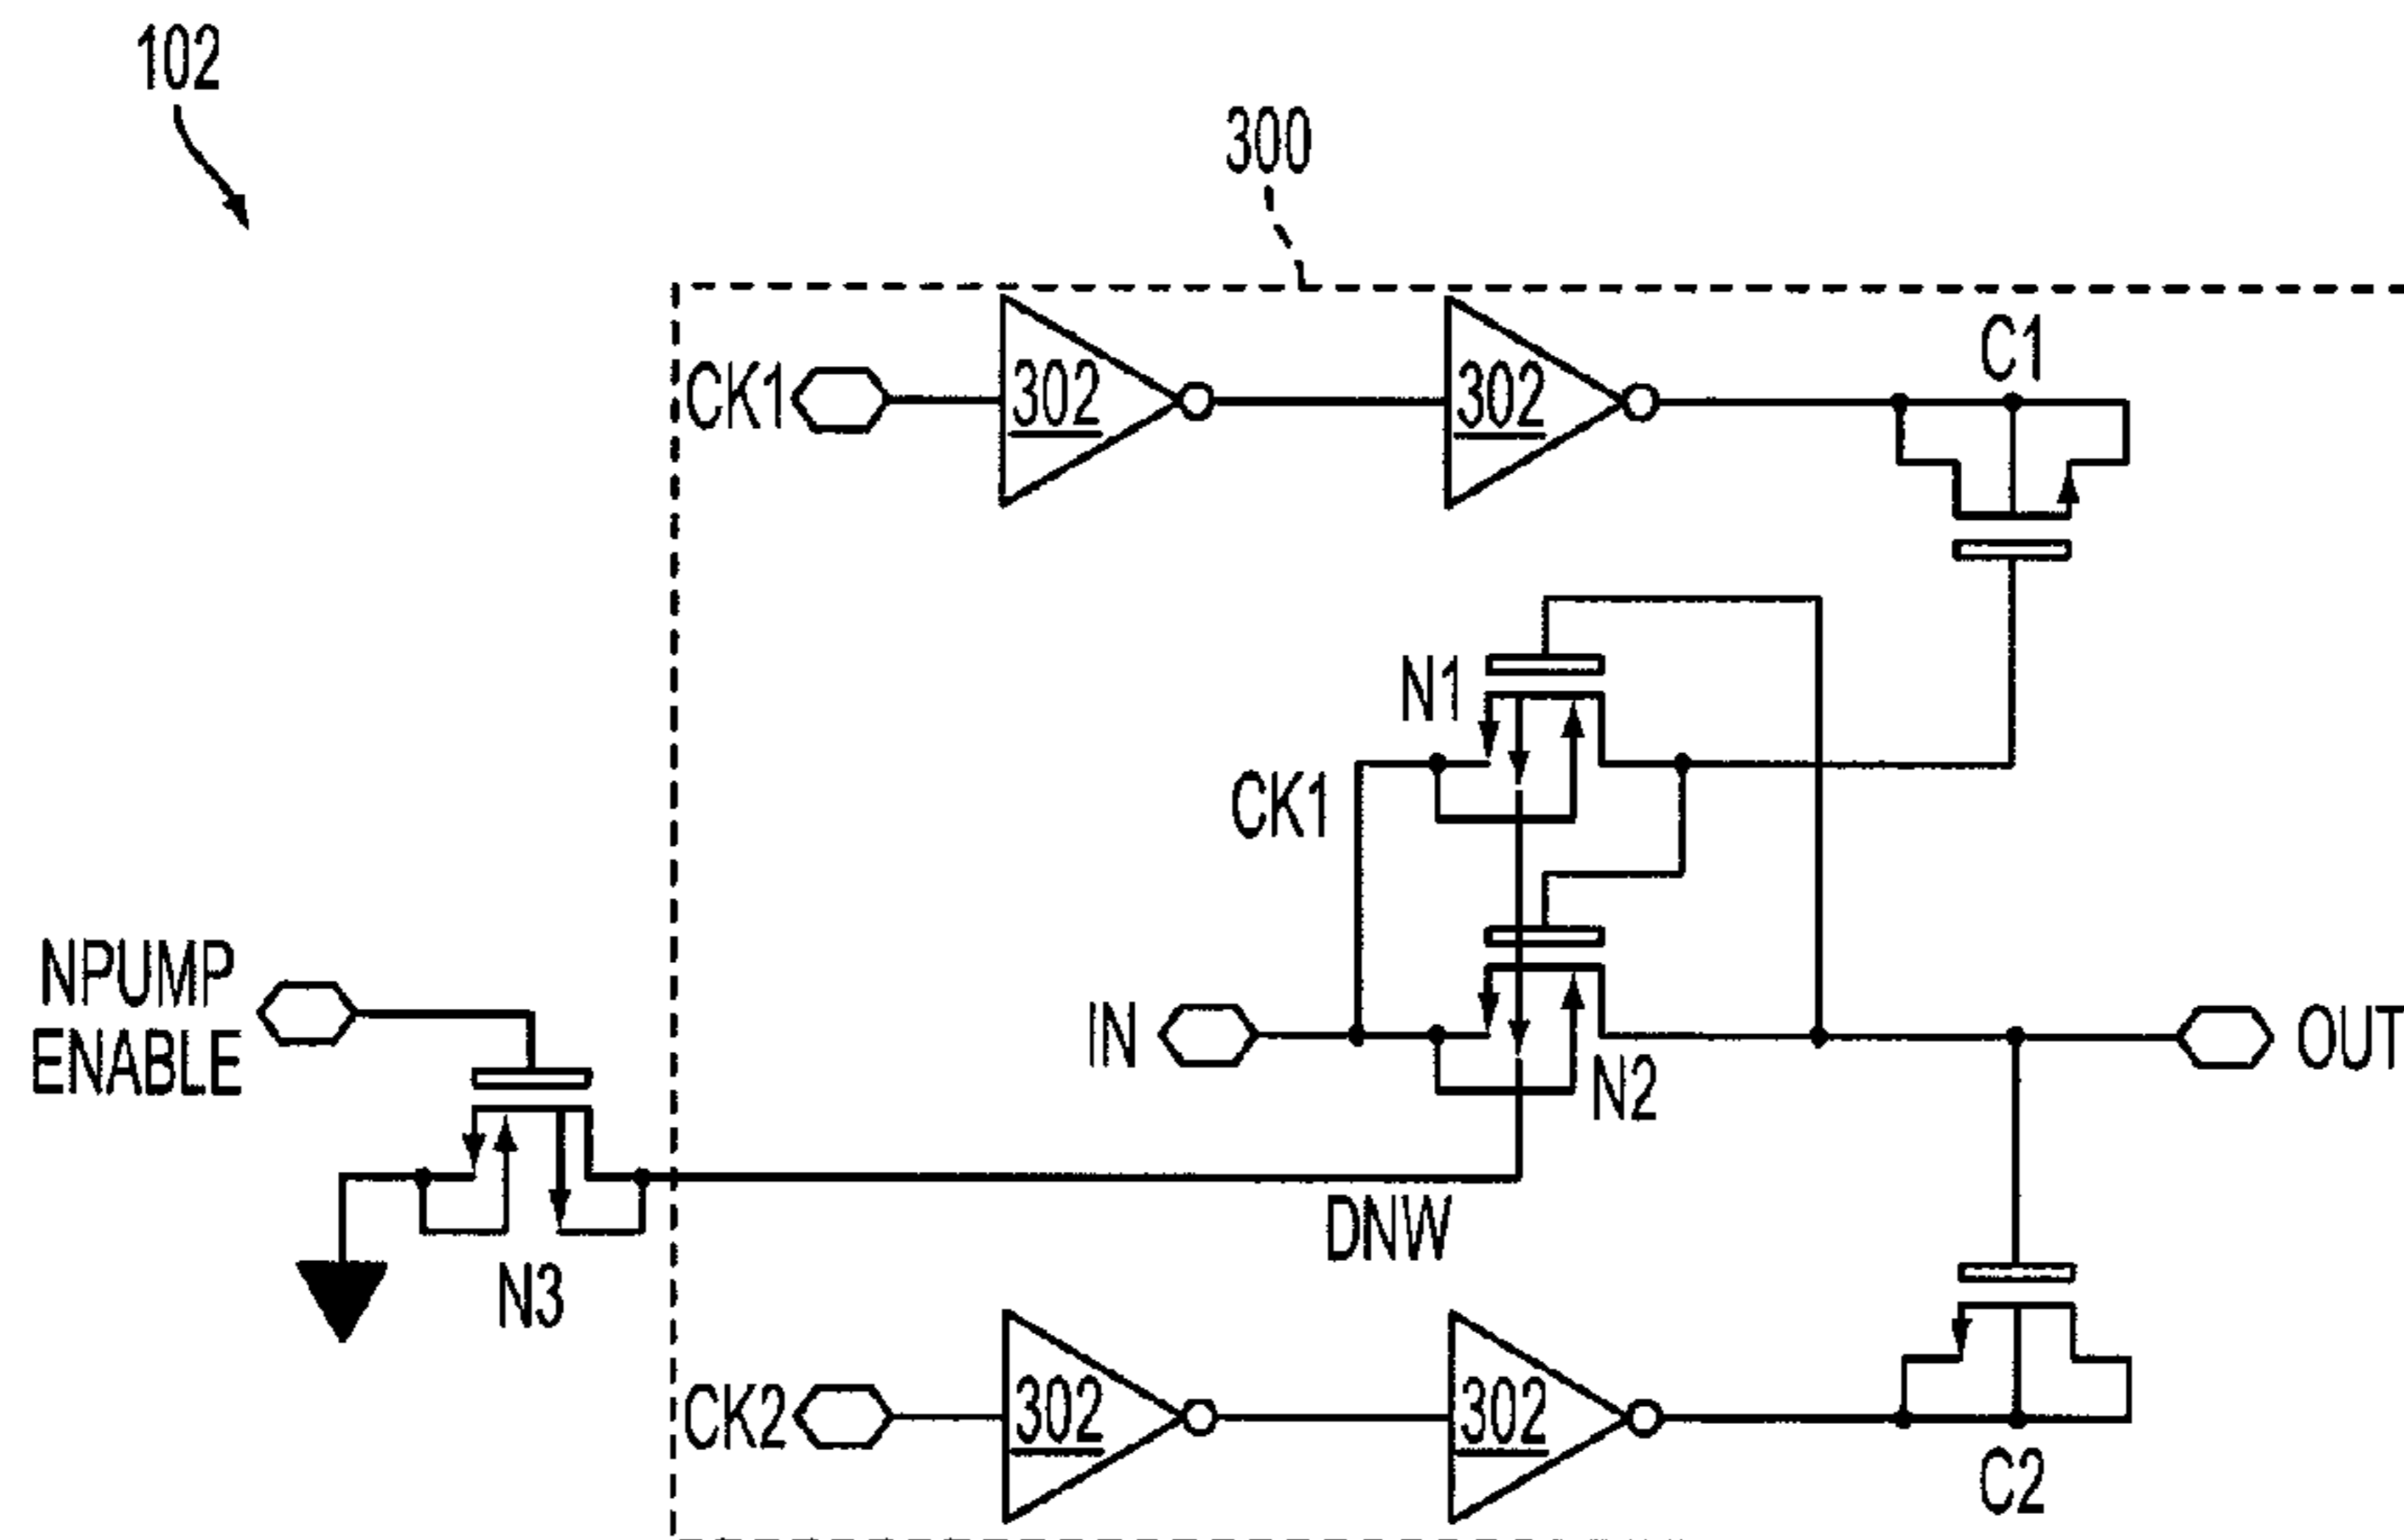 102
300
CK1
302
302
C1
N1
CK1
NPUMP
ENABLE
IN
N2
OUT
DNW
N3
CK2
302
302
C2